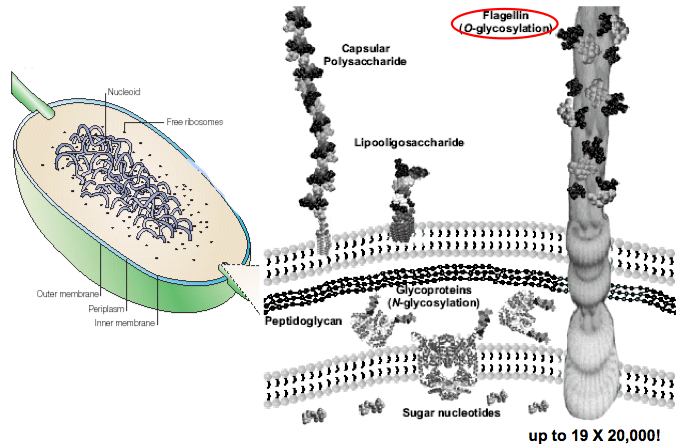 Nucleoid
Free ribosomes
Outer membrane
Periplasm
Inner membrane
Capsular
Polysaccharide
Flagellin
(O-glycosylation)
Lipooligosaccharide
Glycoproteins
(N-glycosylation)
Peptidoglycan
Sugar nucleotides
up to 19 X 20,000!